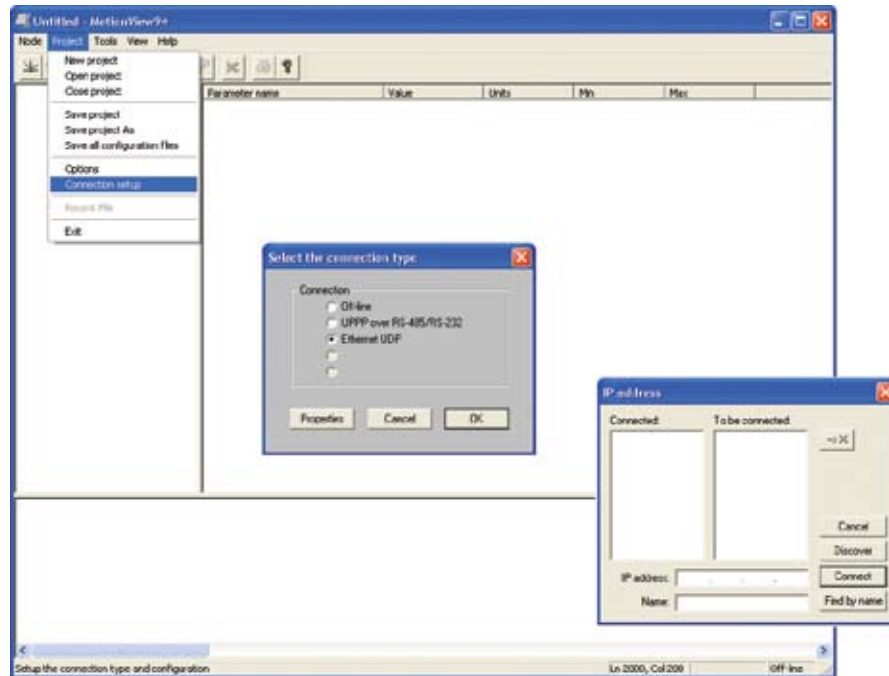 Untitled - MotionView9+
Node Project Tools View Help
New project
Open project
Close project
Save project
Save project As
Save all configuration files
Options
Connection setup
Recent File
Exit
Parameter name Value Units Min Max
Select the connection type
Connection
Off-line
UPPP over RS-485/RS-232
Ethernet UDP
Properties Cancel OK
IP address
Connected: To be connected:
Cancel
Discover
IP address: . . . Connect
Name: Find by name
Setup the connection type and configuration Ln 2000, Col 200 Off-line